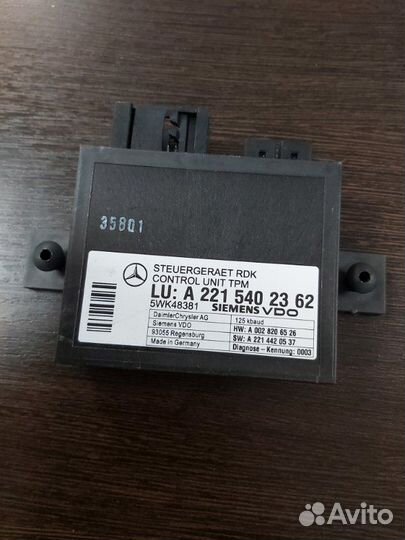 35801
STEUERGERAET RDK
CONTROL UNIT TPM
LU: A 221 540 23 62
5WK48381 SIEMENS VDO
DaimlerChrysler AG
Siemens VDO
93055 Regensburg
Made in Germany
125 kbaud
HW: A 002 820 65 26
SW: A 221 442 05 37
Diagnose - Kennung: 0003
Avito